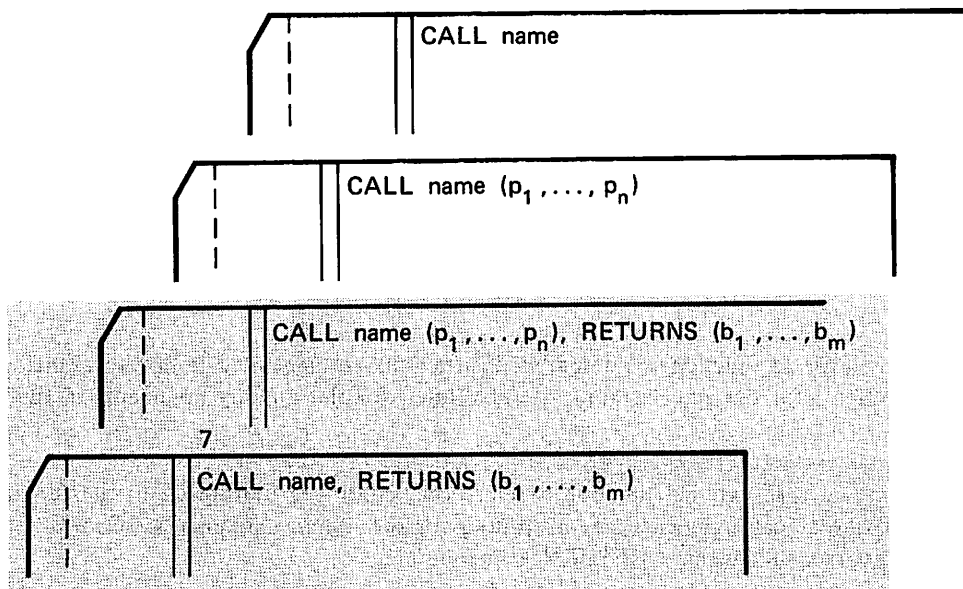 CALL name
CALL name (p₁,..., pₙ)
CALL name (p₁,...,pₙ), RETURNS (b₁,...,bₘ)
7
CALL name, RETURNS (b₁,...,bₘ)